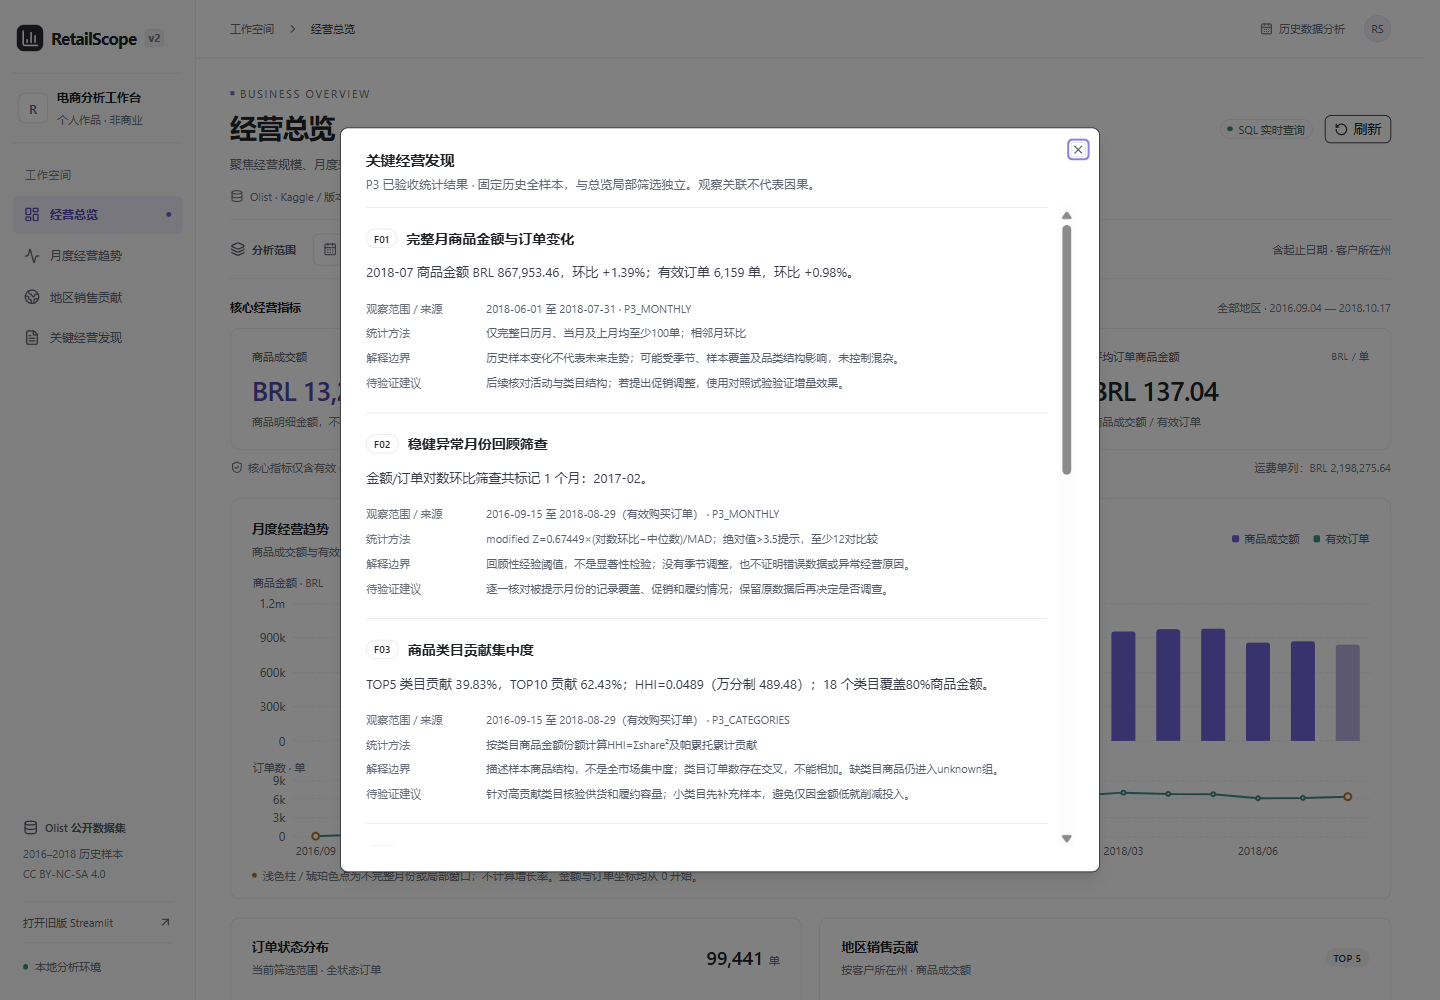 RetailScope v2
R
电商分析工作台
个人作品 · 非商业
工作空间
经营总览
月度经营趋势
地区销售贡献
关键经营发现
Olist 公开数据集
2016–2018 历史样本
CC BY-NC-SA 4.0
打开旧版 Streamlit
本地分析环境
工作空间 > 经营总览
历史数据分析
RS
BUSINESS OVERVIEW
经营总览
聚焦经营规模、月度
Olist · Kaggle / 版本
SQL 实时查询
刷新
分析范围
含起止日期 · 客户所在州
核心经营指标
全部地区 · 2016.09.04 — 2018.10.17
商品成交额
BRL 13,
商品明细金额，不
均订单商品金额
BRL / 单
BRL 137.04
商品成交额 / 有效订单
核心指标仅含有效
运费单列：BRL 2,198,275.64
月度经营趋势
商品成交额与有效
商品成交额
有效订单
商品金额 · BRL
1.2m
900k
600k
300k
0
订单数 · 单
9k
6k
3k
0
2016/09
2018/03
2018/06
浅色柱 / 琥珀色点为不完整月份或局部窗口；不计算增长率。金额与订单坐标均从 0 开始。
订单状态分布
当前筛选范围 · 全状态订单
99,441 单
地区销售贡献
按客户所在州 · 商品成交额
TOP 5
关键经营发现
P3 已验收统计结果 · 固定历史全样本，与总览局部筛选独立。观察关联不代表因果。
F01 完整月商品金额与订单变化
2018-07 商品金额 BRL 867,953.46，环比 +1.39%；有效订单 6,159 单，环比 +0.98%。
观察范围 / 来源 2018-06-01 至 2018-07-31 · P3_MONTHLY
统计方法 仅完整日历月、当月及上月均至少100单；相邻月环比
解释边界 历史样本变化不代表未来走势；可能受季节、样本覆盖及品类结构影响，未控制混杂。
待验证建议 后续核对活动与类目结构；若提出促销调整，使用对照试验验证增量效果。
F02 稳健异常月份回顾筛查
金额/订单对数环比筛查共标记 1 个月：2017-02。
观察范围 / 来源 2016-09-15 至 2018-08-29（有效购买订单） · P3_MONTHLY
统计方法 modified Z=0.67449×(对数环比−中位数)/MAD；绝对值>3.5提示，至少12对比较
解释边界 回顾性经验阈值，不是显著性检验；没有季节调整，也不证明错误数据或异常经营原因。
待验证建议 逐一核对被提示月份的记录覆盖、促销和履约情况；保留原数据后再决定是否调查。
F03 商品类目贡献集中度
TOP5 类目贡献 39.83%，TOP10 贡献 62.43%；HHI=0.0489（万分制 489.48）；18 个类目覆盖80%商品金额。
观察范围 / 来源 2016-09-15 至 2018-08-29（有效购买订单） · P3_CATEGORIES
统计方法 按类目商品金额份额计算HHI=Σshare²及帕累托累计贡献
解释边界 描述样本商品结构，不是全市场集中度；类目订单数存在交叉，不能相加。缺类目商品仍进入unknown组。
待验证建议 针对高贡献类目核验供货和履约容量；小类目先补充样本，避免仅因金额低就削减投入。